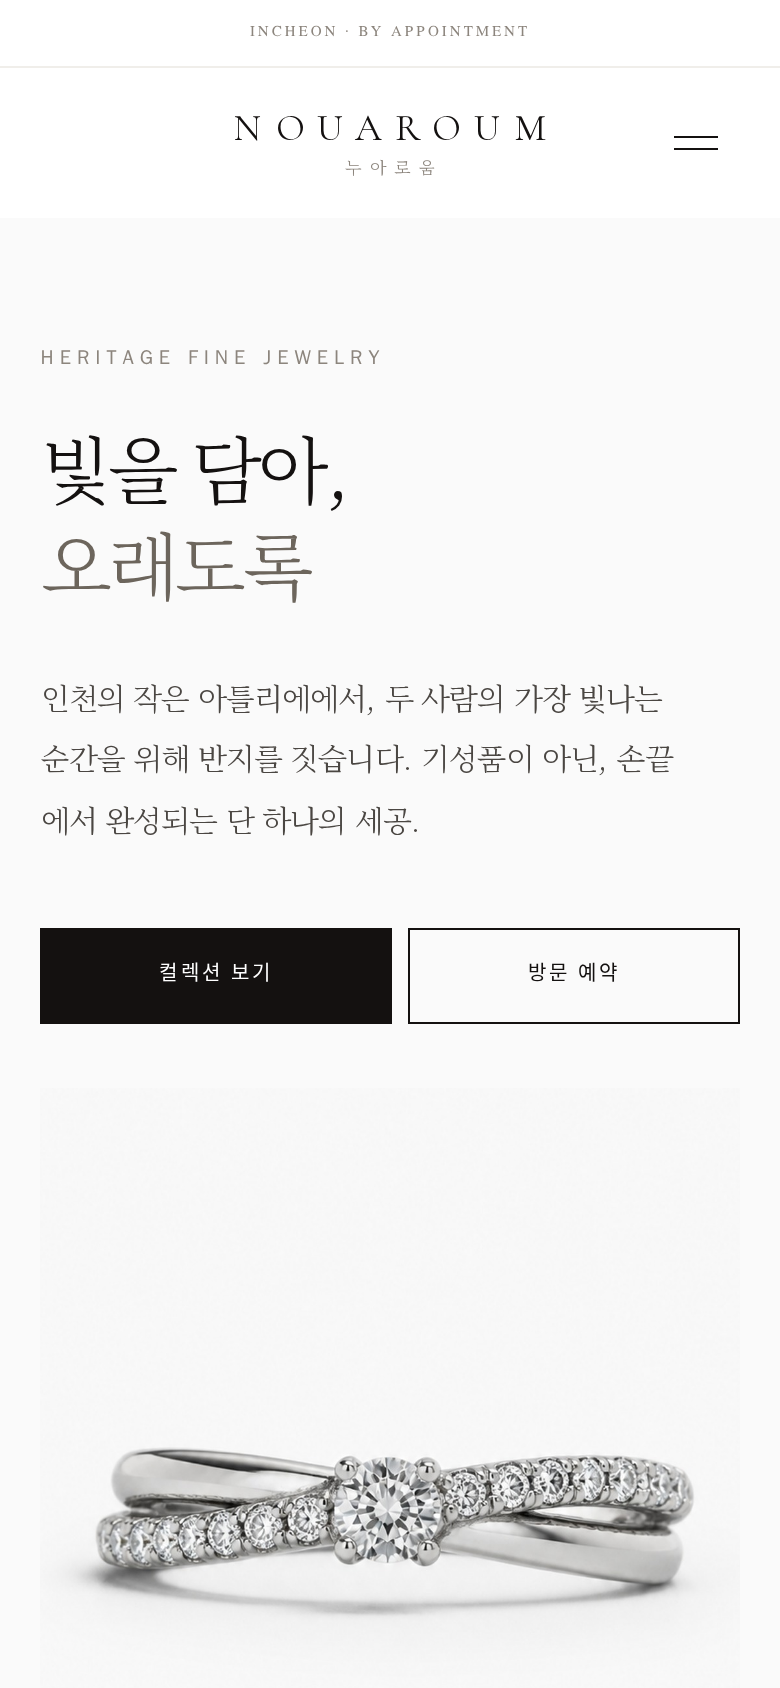 INCHEON · BY APPOINTMENT
NOUAROUM
누아로움
HERITAGE FINE JEWELRY
빛을 담아,
오래도록
인천의 작은 아틀리에에서, 두 사람의 가장 빛나는
순간을 위해 반지를 짓습니다. 기성품이 아닌, 손끝
에서 완성되는 단 하나의 세공.
컬렉션 보기
방문 예약